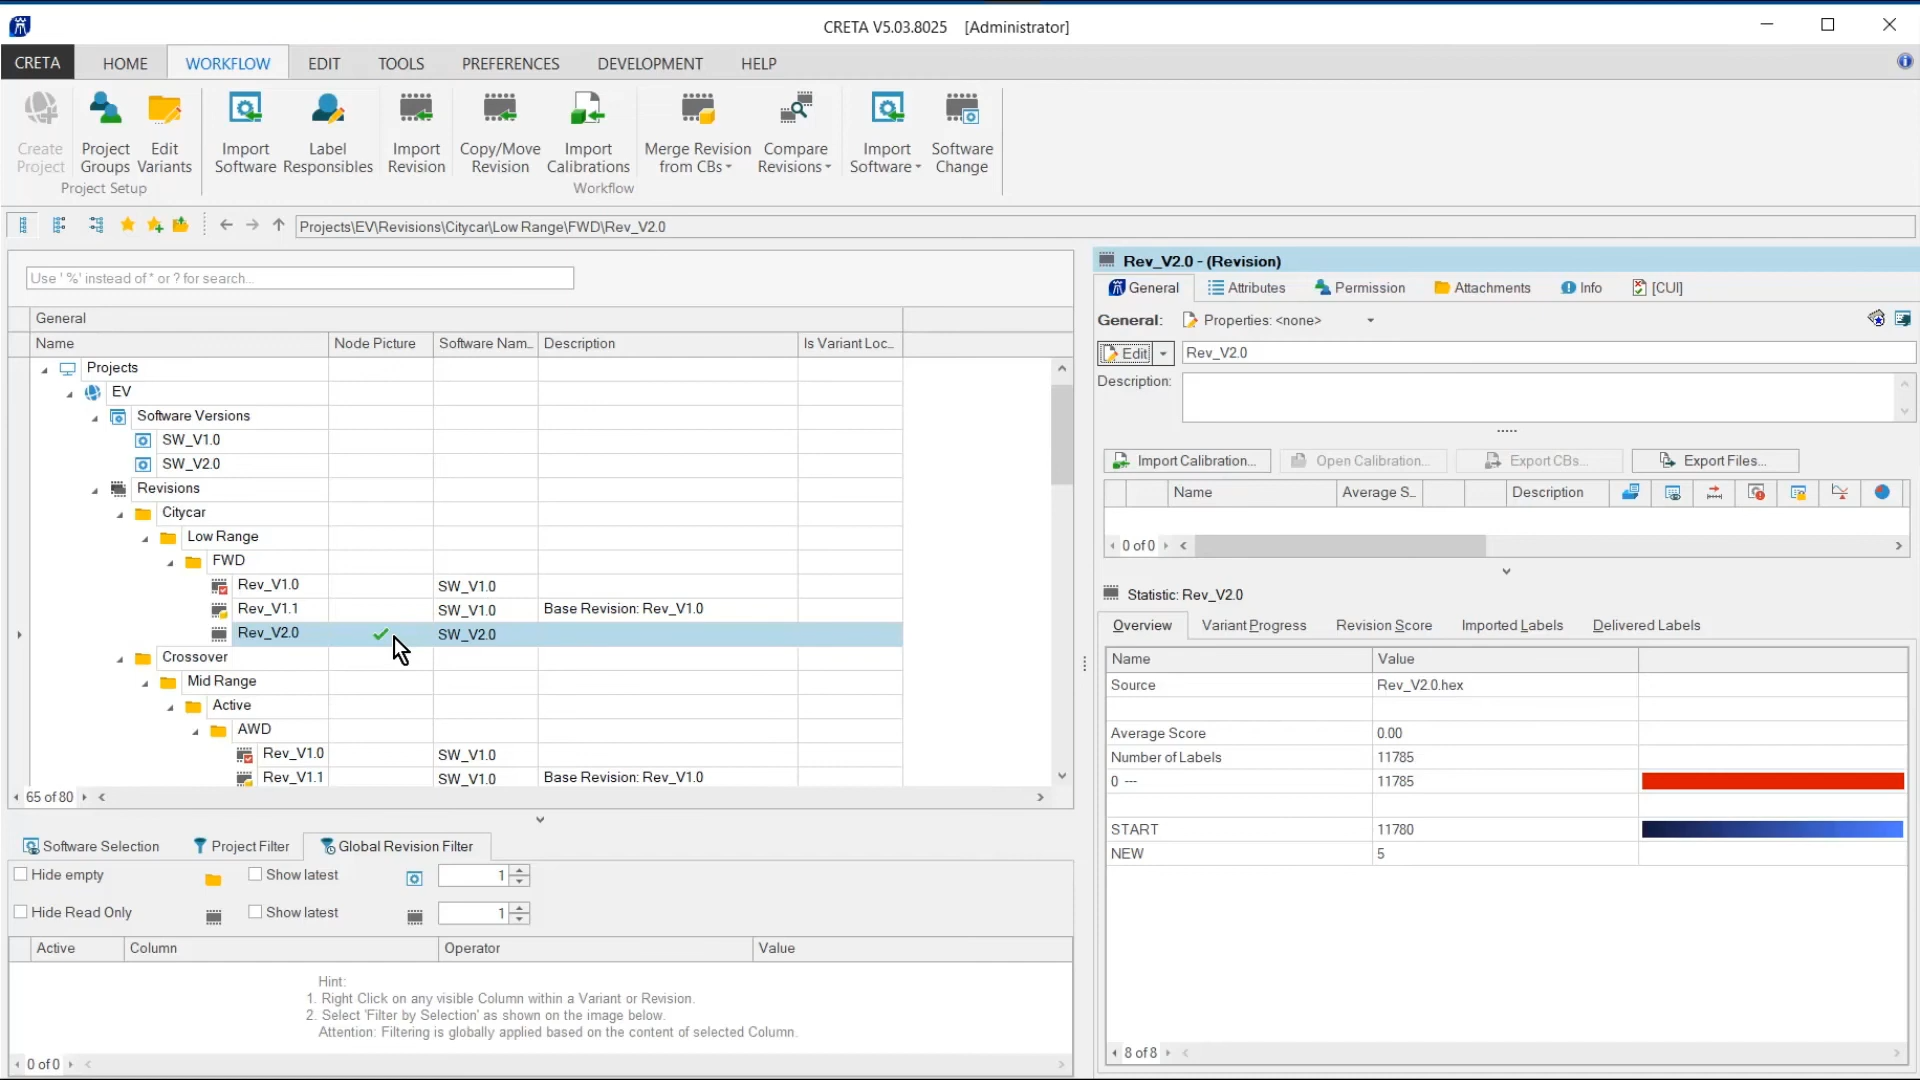 CRETA V5.03.8025 [Administrator]
CRETA HOME WORKFLOW EDIT TOOLS PREFERENCES DEVELOPMENT HELP
Create Project
Project Groups
Edit Variants
Import Software
Label Responsibles
Import Revision
Copy/Move Revision
Import Calibrations
Merge Revision from CBs
Compare Revisions
Import Software
Software Change
Project Setup
Workflow
Projects\EV\Revisions\Citycar\Low Range\FWD\Rev_V2.0
Use ' %' instead of * or ? for search...
General
Name Node Picture Software Nam... Description Is Variant Loc...
Projects
EV
Software Versions
SW_V1.0
SW_V2.0
Revisions
Citycar
Low Range
FWD
Rev_V1.0 SW_V1.0
Rev_V1.1 SW_V1.0 Base Revision: Rev_V1.0
Rev_V2.0 SW_V2.0
Crossover
Mid Range
Active
AWD
Rev_V1.0 SW_V1.0
Rev_V1.1 SW_V1.0 Base Revision: Rev_V1.0
65 of 80
Software Selection Project Filter Global Revision Filter
Hide empty Show latest 1
Hide Read Only Show latest 1
Active Column Operator Value
Hint:
1. Right Click on any visible Column within a Variant or Revision.
2. Select 'Filter by Selection' as shown on the image below.
Attention: Filtering is globally applied based on the content of selected Column.
0 of 0
Rev_V2.0 - (Revision)
General Attributes Permission Attachments Info [CUI]
General: Properties: <none>
Edit Rev_V2.0
Description:
Import Calibration... Open Calibration... Export CBs... Export Files...
Name Average S... Description
0 of 0
Statistic: Rev_V2.0
Overview Variant Progress Revision Score Imported Labels Delivered Labels
Name Value
Source Rev_V2.0.hex
Average Score 0.00
Number of Labels 11785
0 --- 11785
START 11780
NEW 5
8 of 8